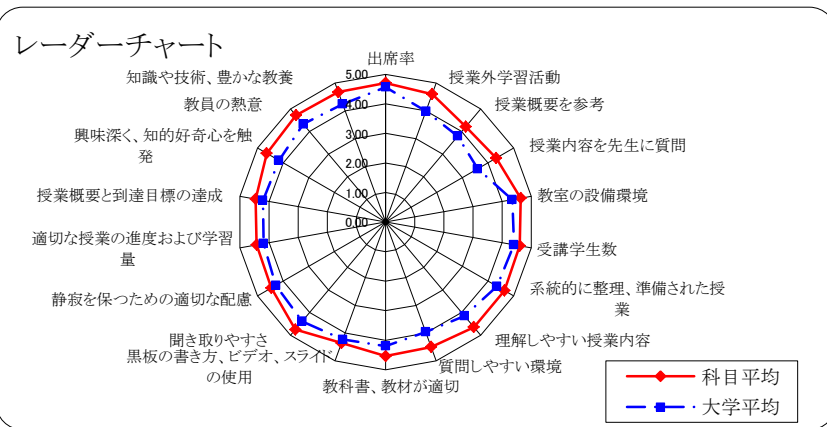 レーダーチャート
出席率
授業外学習活動
授業概要を参考
授業内容を先生に質問
教室の設備環境
受講学生数
系統的に整理、準備された授
業
理解しやすい授業内容
質問しやすい環境
教科書、教材が適切
黒板の書き方、ビデオ、スライド
の使用
聞き取りやすさ
静寂を保つための適切な配慮
適切な授業の進度および学習
量
授業概要と到達目標の達成
興味深く、知的好奇心を触
発
教員の熱意
知識や技術、豊かな教養
5.00
4.00
3.00
2.00
1.00
0.00
科目平均
大学平均